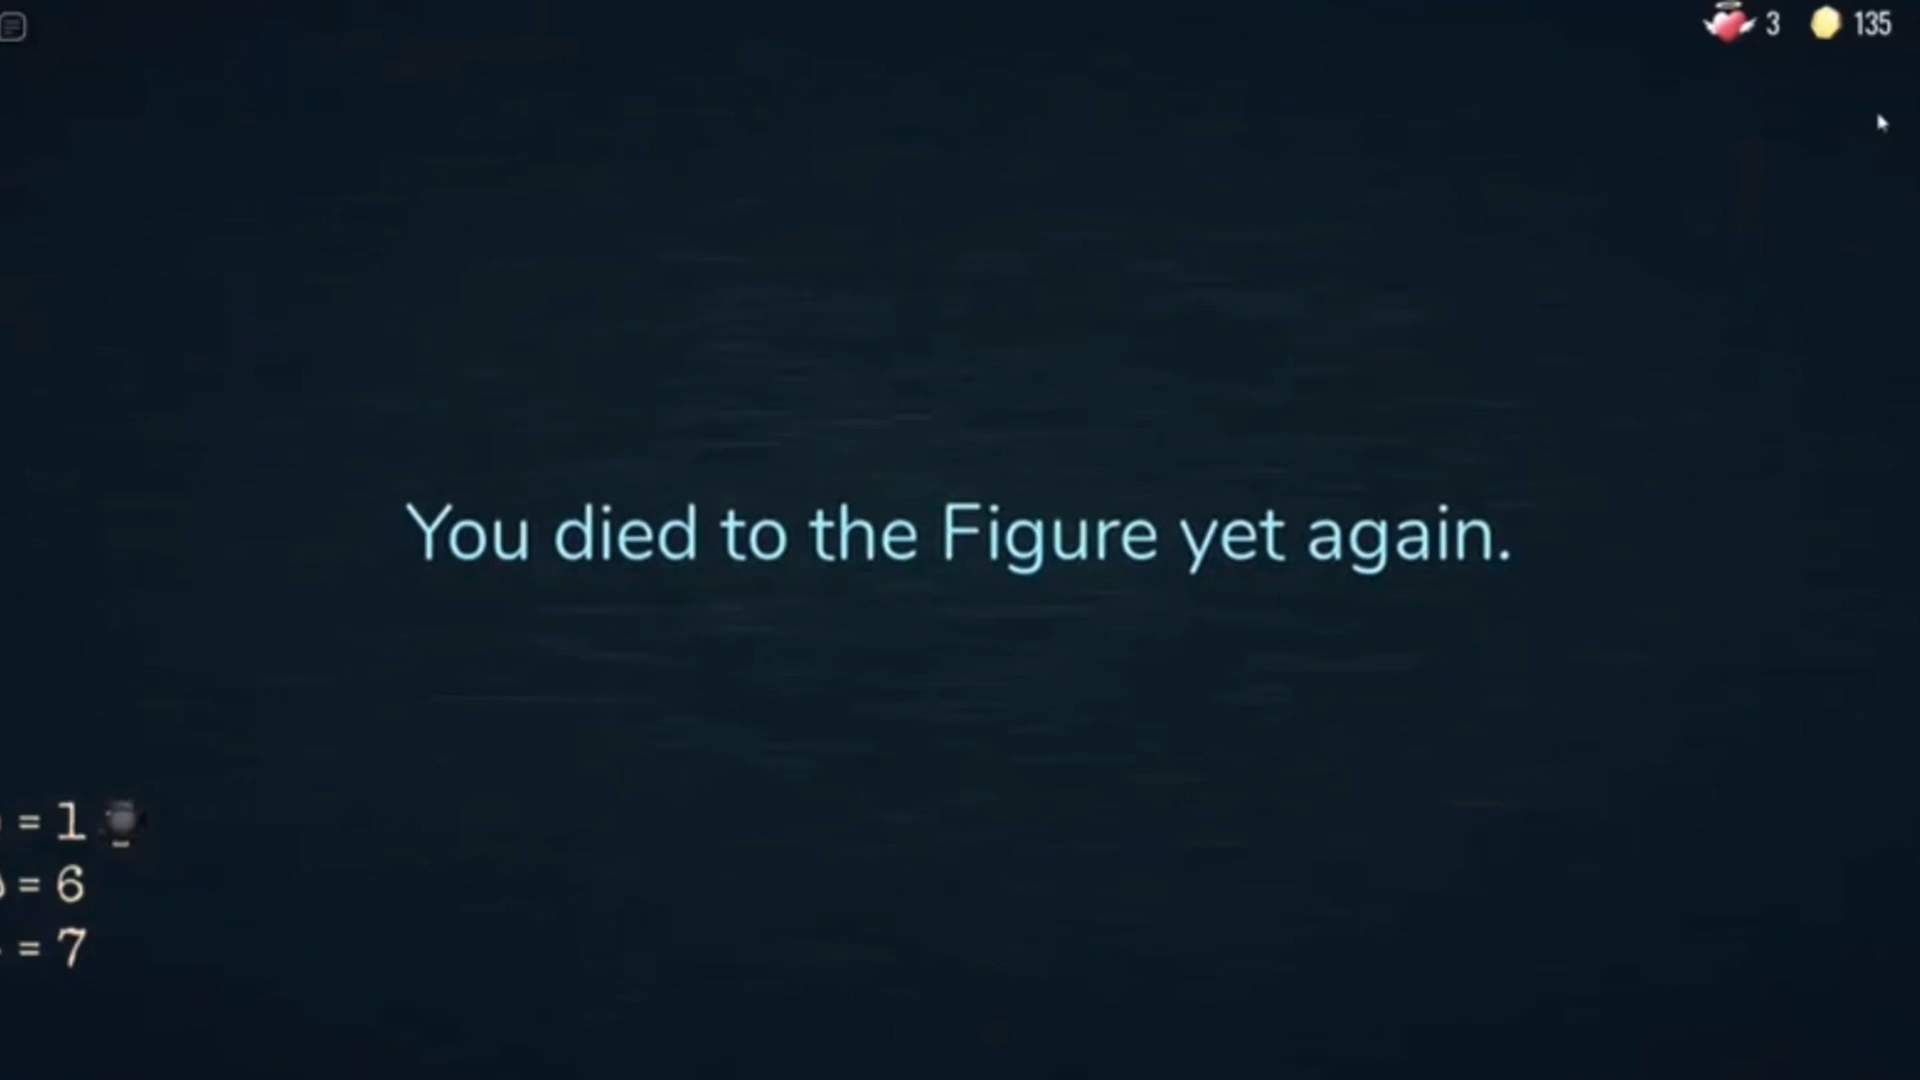 3 135
You died to the Figure yet again.
= 1
= 6
= 7